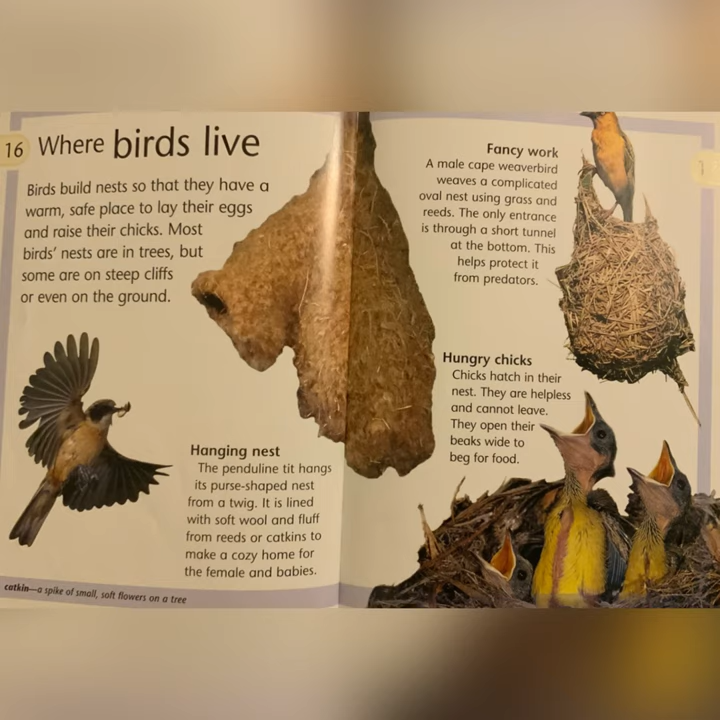 16 Where birds live
Birds build nests so that they have a
warm, safe place to lay their eggs
and raise their chicks. Most
birds' nests are in trees, but
some are on steep cliffs
or even on the ground.
Hanging nest
The penduline tit hangs
its purse-shaped nest
from a twig. It is lined
with soft wool and fluff
from reeds or catkins to
make a cozy home for
the female and babies.
catkin—a spike of small, soft flowers on a tree
Fancy work
A male cape weaverbird
weaves a complicated
oval nest using grass and
reeds. The only entrance
is through a short tunnel
at the bottom. This
helps protect it
from predators.
Hungry chicks
Chicks hatch in their
nest. They are helpless
and cannot leave.
They open their
beaks wide to
beg for food.